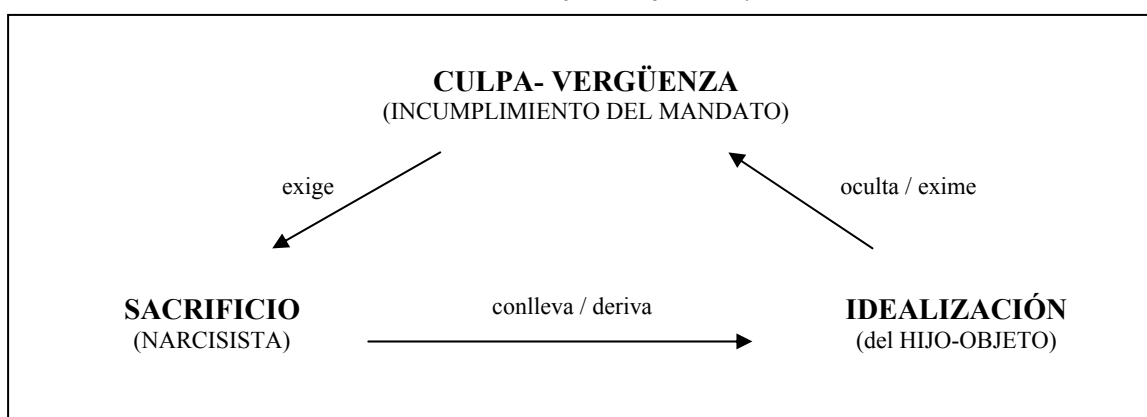 CULPA- VERGÜENZA
(INCUMPLIMIENTO DEL MANDATO)
exige
oculta / exime
SACRIFICIO
(NARCISISTA)
conlleva / deriva
IDEALIZACIÓN
(del HIJO-OBJETO)